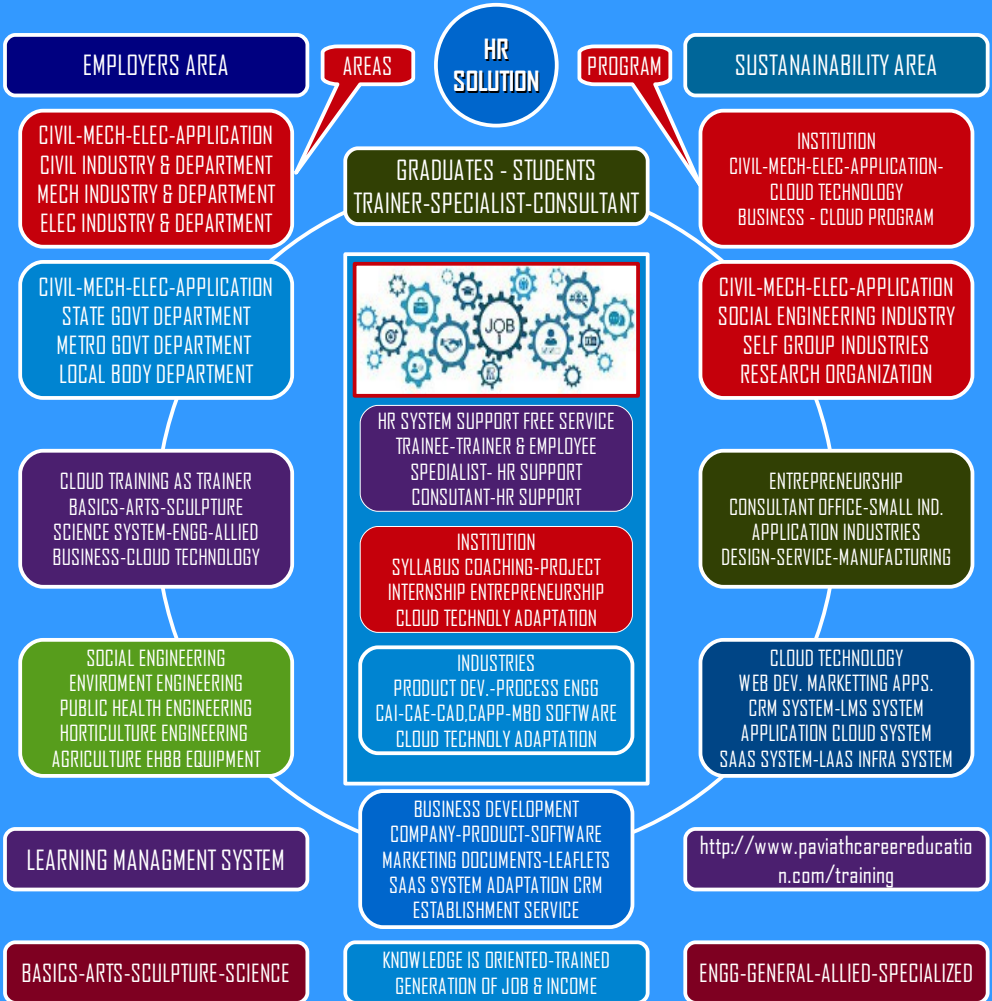 HR
SOLUTION
EMPLOYERS AREA
AREAS
PROGRAM
SUSTANAINABILITY AREA
CIVIL-MECH-ELEC-APPLICATION
CIVIL INDUSTRY & DEPARTMENT
MECH INDUSTRY & DEPARTMENT
ELEC INDUSTRY & DEPARTMENT
GRADUATES - STUDENTS
TRAINER-SPECIALIST-CONSULTANT
INSTITUTION
CIVIL-MECH-ELEC-APPLICATION-
CLOUD TECHNOLOGY
BUSINESS - CLOUD PROGRAM
CIVIL-MECH-ELEC-APPLICATION
STATE GOVT DEPARTMENT
METRO GOVT DEPARTMENT
LOCAL BODY DEPARTMENT
JOB
CIVIL-MECH-ELEC-APPLICATION
SOCIAL ENGINEERING INDUSTRY
SELF GROUP INDUSTRIES
RESEARCH ORGANIZATION
HR SYSTEM SUPPORT FREE SERVICE
TRAINEE-TRAINER & EMPLOYEE
SPEDIALIST- HR SUPPORT
CONSUTANT-HR SUPPORT
CLOUD TRAINING AS TRAINER
BASICS-ARTS-SCULPTURE
SCIENCE SYSTEM-ENGG-ALLIED
BUSINESS-CLOUD TECHNOLOGY
INSTITUTION
SYLLABUS COACHING-PROJECT
INTERNSHIP ENTREPRENEURSHIP
CLOUD TECHNOLY ADAPTATION
ENTREPRENEURSHIP
CONSULTANT OFFICE-SMALL IND.
APPLICATION INDUSTRIES
DESIGN-SERVICE-MANUFACTURING
SOCIAL ENGINEERING
ENVIROMENT ENGINEERING
PUBLIC HEALTH ENGINEERING
HORTICULTURE ENGINEERING
AGRICULTURE EHBB EQUIPMENT
INDUSTRIES
PRODUCT DEV.-PROCESS ENGG
CAI-CAE-CAD,CAPP-MBD SOFTWARE
CLOUD TECHNOLY ADAPTATION
CLOUD TECHNOLOGY
WEB DEV. MARKETTING APPS.
CRM SYSTEM-LMS SYSTEM
APPLICATION CLOUD SYSTEM
SAAS SYSTEM-LAAS INFRA SYSTEM
BUSINESS DEVELOPMENT
COMPANY-PRODUCT-SOFTWARE
MARKETING DOCUMENTS-LEAFLETS
SAAS SYSTEM ADAPTATION CRM
ESTABLISHMENT SERVICE
LEARNING MANAGMENT SYSTEM
http://www.paviathcareereducatio
n.com/training
BASICS-ARTS-SCULPTURE-SCIENCE
KNOWLEDGE IS ORIENTED-TRAINED
GENERATION OF JOB & INCOME
ENGG-GENERAL-ALLIED-SPECIALIZED